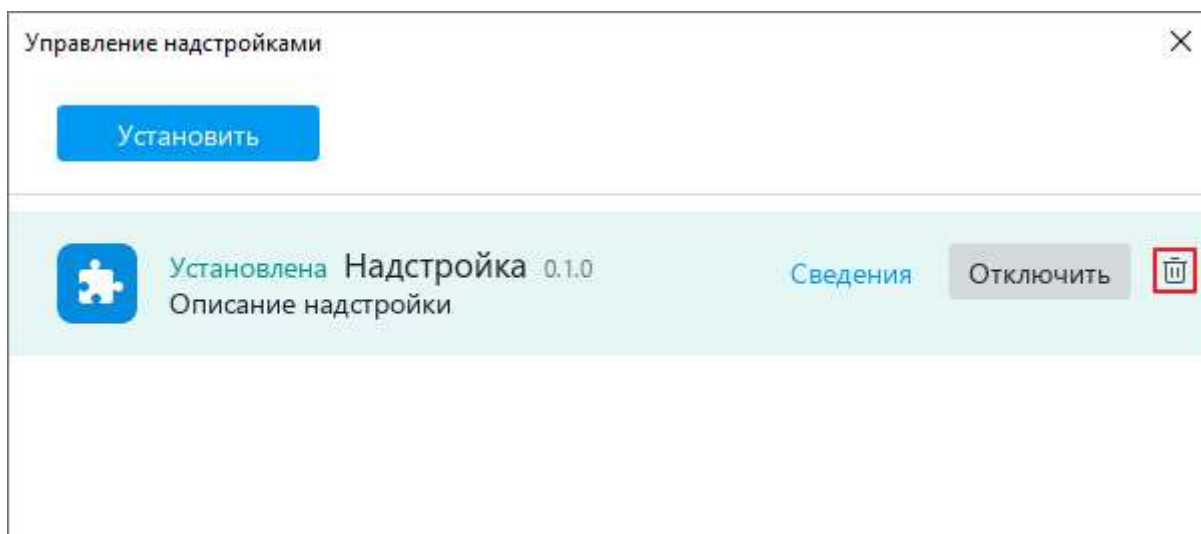 Управление надстройками
Установить
Установлена Надстройка 0.1.0 Сведения Отключить
Описание надстройки